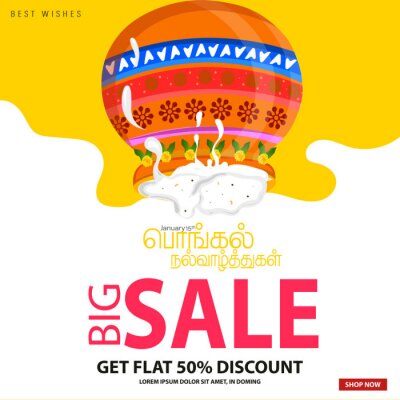 BEST WISHES
January 15th
பொங்கல்
நல்வாழ்த்துகள்
BIG SALE
GET FLAT 50% DISCOUNT
LOREM IPSUM DOLOR SIT AMET, IN DOMING
SHOP NOW